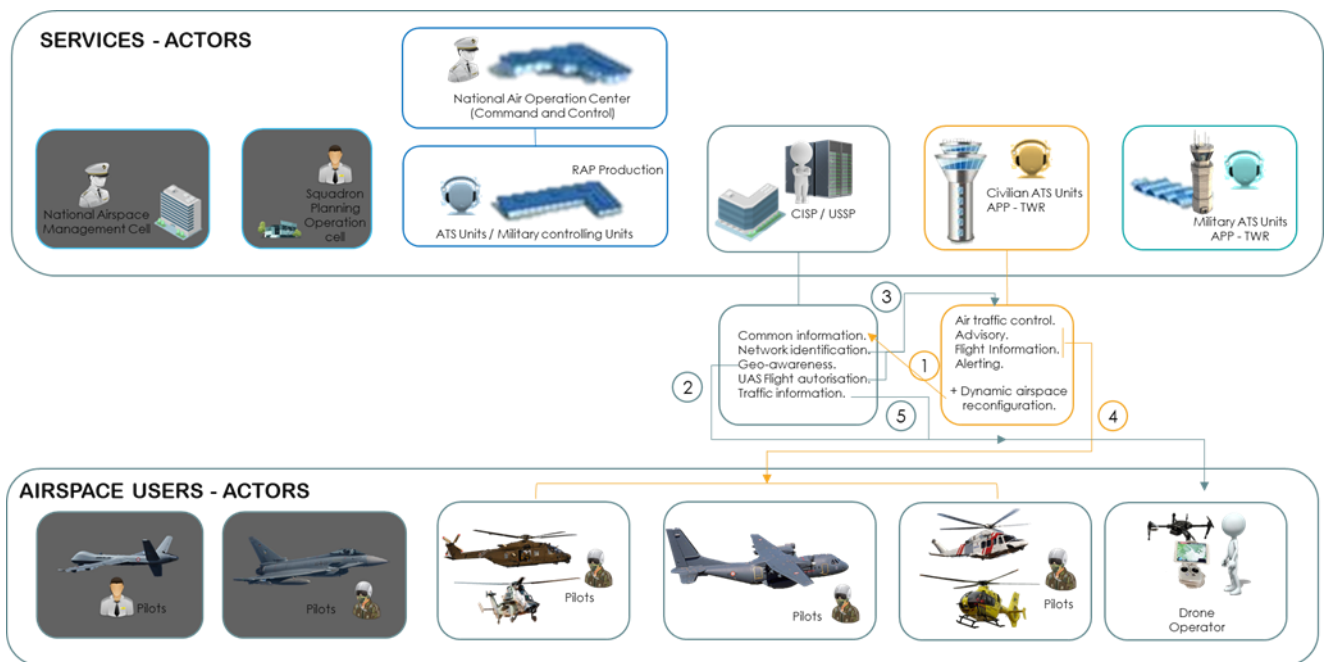 SERVICES - ACTORS
National Air Operation Center
(Command and Control)
National Airspace
Management Cell
Squadron
Planning
Operation
cell
RAP Production
ATS Units / Military controlling Units
CISP / USSP
Civilian ATS Units
APP - TWR
Military ATS Units
APP - TWR
Common information.
Network identification.
Geo-awareness.
UAS Flight autorisation.
Traffic information.
Air traffic control.
Advisory.
Flight Information.
Alerting.
+ Dynamic airspace
reconfiguration.
3
1
2
5
4
AIRSPACE USERS - ACTORS
Pilots
Pilots
Pilots
Pilots
Pilots
Drone
Operator